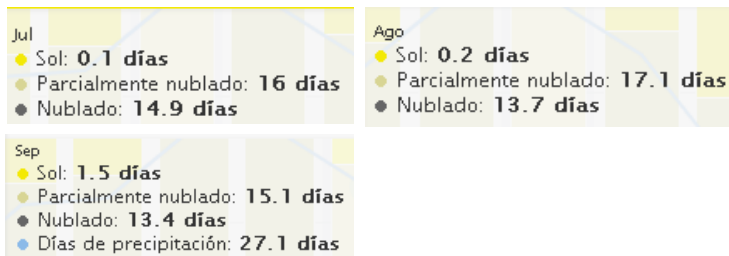 Jul
Sol: 0.1 días
Parcialmente nublado: 16 días
Nublado: 14.9 días
Ago
Sol: 0.2 días
Parcialmente nublado: 17.1 días
Nublado: 13.7 días
Sep
Sol: 1.5 días
Parcialmente nublado: 15.1 días
Nublado: 13.4 días
Días de precipitación: 27.1 días